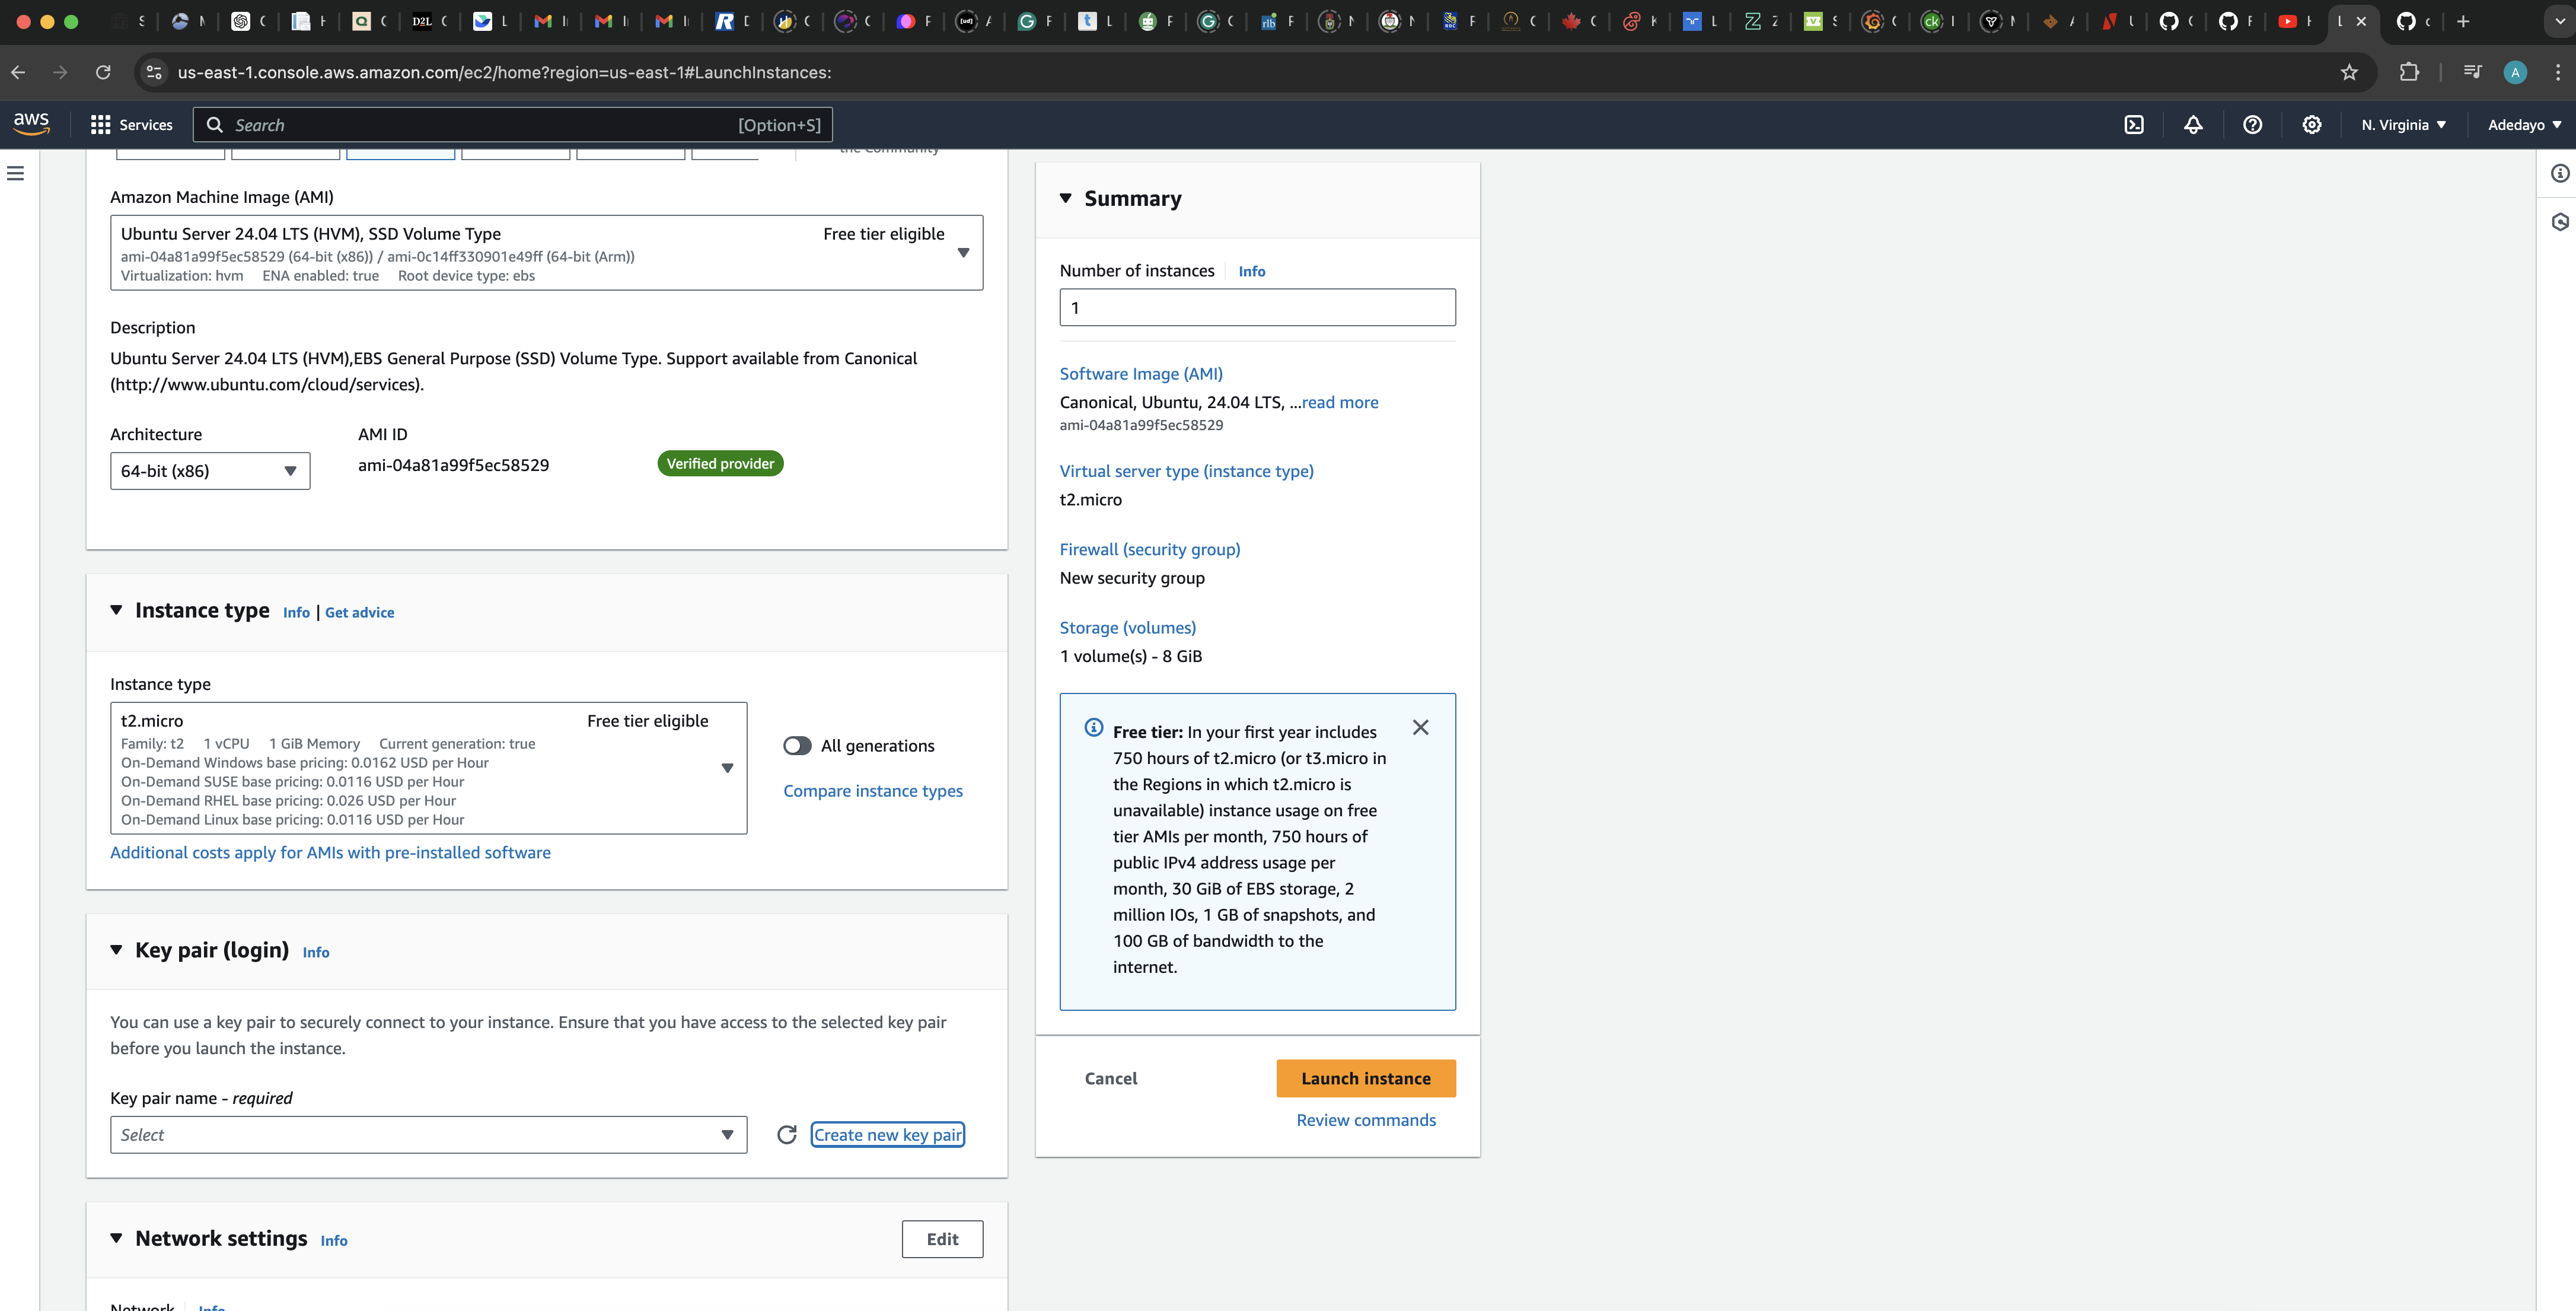 us-east-1.console.aws.amazon.com/ec2/home?region=us-east-1#LaunchInstances:
A
aws
Services
Search
[Option+S]
N. Virginia
Adedayo
the Community
Amazon Machine Image (AMI)
Ubuntu Server 24.04 LTS (HVM), SSD Volume Type
Free tier eligible
ami-04a81a99f5ec58529 (64-bit (x86)) / ami-0c14ff330901e49ff (64-bit (Arm))
Virtualization: hvm ENA enabled: true Root device type: ebs
Description
Ubuntu Server 24.04 LTS (HVM),EBS General Purpose (SSD) Volume Type. Support available from Canonical
(http://www.ubuntu.com/cloud/services).
Architecture
AMI ID
64-bit (x86)
ami-04a81a99f5ec58529
Verified provider
Instance type Info | Get advice
Instance type
t2.micro
Free tier eligible
Family: t2 1 vCPU 1 GiB Memory Current generation: true
On-Demand Windows base pricing: 0.0162 USD per Hour
On-Demand SUSE base pricing: 0.0116 USD per Hour
On-Demand RHEL base pricing: 0.026 USD per Hour
On-Demand Linux base pricing: 0.0116 USD per Hour
All generations
Compare instance types
Additional costs apply for AMIs with pre-installed software
Key pair (login) Info
You can use a key pair to securely connect to your instance. Ensure that you have access to the selected key pair
before you launch the instance.
Key pair name - required
Select
Create new key pair
Network settings Info
Edit
Network Info
Summary
Number of instances Info
1
Software Image (AMI)
Canonical, Ubuntu, 24.04 LTS, ...read more
ami-04a81a99f5ec58529
Virtual server type (instance type)
t2.micro
Firewall (security group)
New security group
Storage (volumes)
1 volume(s) - 8 GiB
Free tier: In your first year includes
750 hours of t2.micro (or t3.micro in
the Regions in which t2.micro is
unavailable) instance usage on free
tier AMIs per month, 750 hours of
public IPv4 address usage per
month, 30 GiB of EBS storage, 2
million IOs, 1 GB of snapshots, and
100 GB of bandwidth to the
internet.
Cancel
Launch instance
Review commands